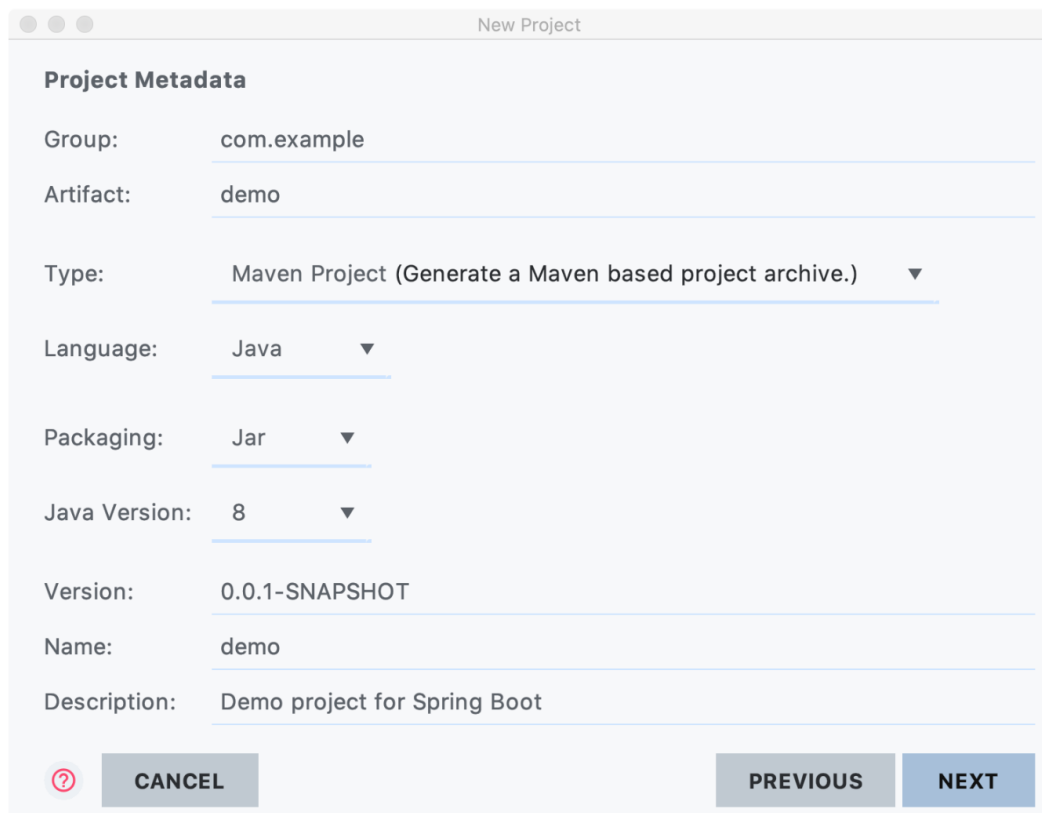 New Project
Project Metadata
Group: com.example
Artifact: demo
Type: Maven Project (Generate a Maven based project archive.)
Language: Java
Packaging: Jar
Java Version: 8
Version: 0.0.1-SNAPSHOT
Name: demo
Description: Demo project for Spring Boot
? CANCEL PREVIOUS NEXT